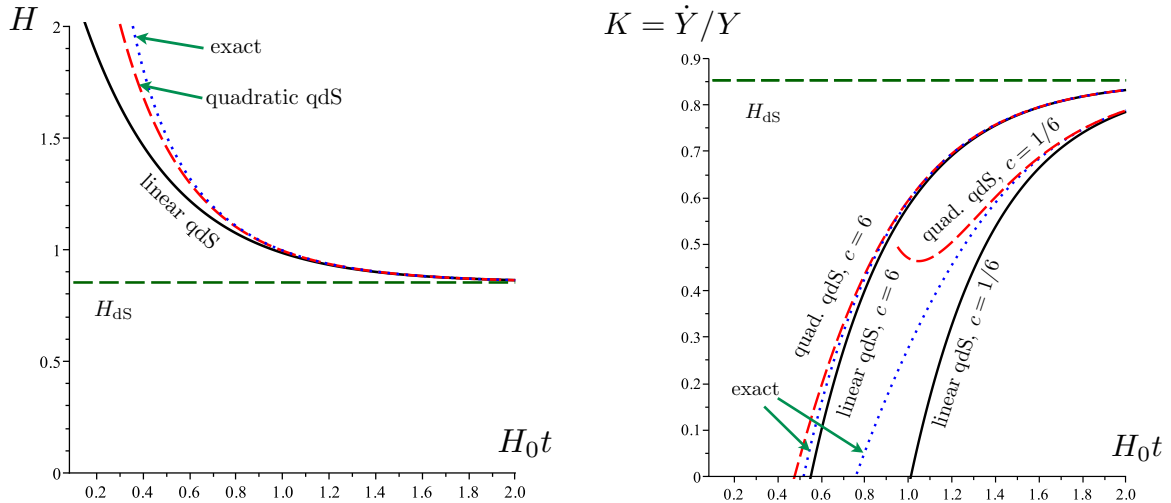 H
2
1.5
1
0.5
0
0.2 0.4 0.6 0.8 1.0 1.2 1.4 1.6 1.8 2.0
exact
quadratic qdS
linear qdS
H_dS
H_0t
K = Ẏ/Y
0.9
0.8
0.7
0.6
0.5
0.4
0.3
0.2
0.1
0
0.2 0.4 0.6 0.8 1.0 1.2 1.4 1.6 1.8 2.0
H_dS
quad. qdS, c = 6
linear qdS, c = 6
quad. qdS, c = 1/6
linear qdS, c = 1/6
exact
H_0t